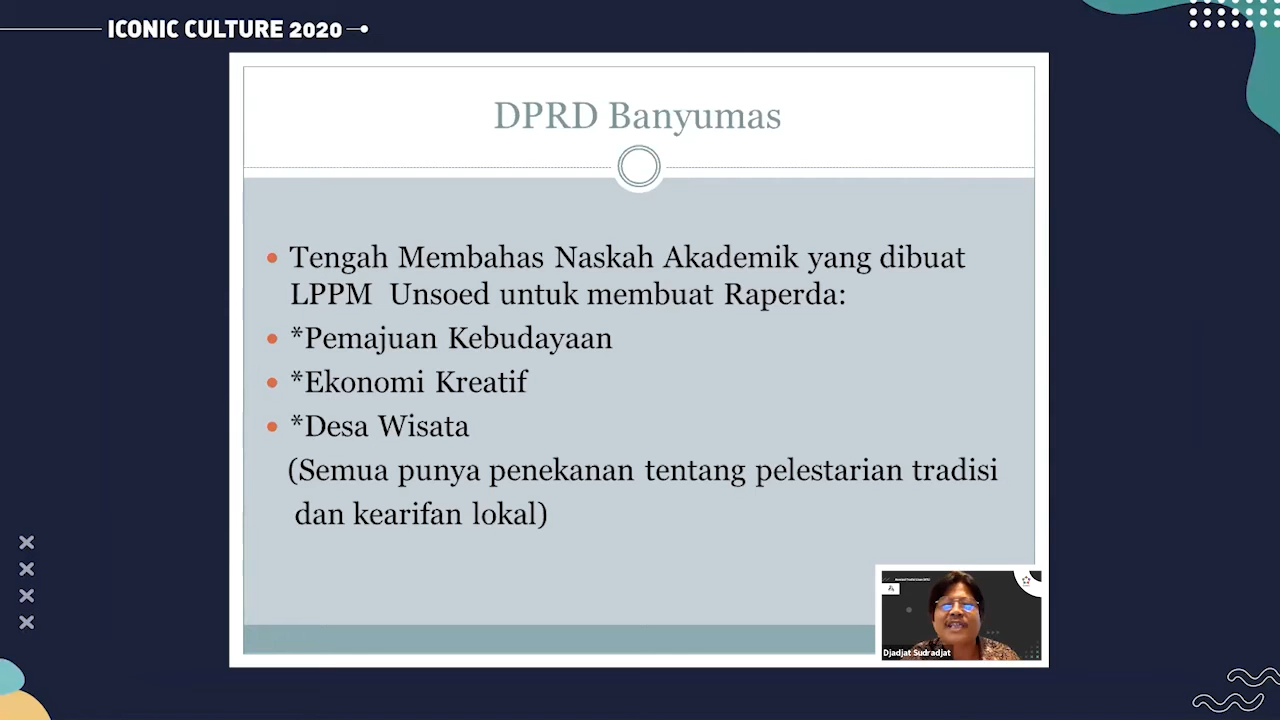 ICONIC CULTURE 2020
DPRD Banyumas
Tengah Membahas Naskah Akademik yang dibuat
LPPM Unsoed untuk membuat Raperda:
*Pemajuan Kebudayaan
*Ekonomi Kreatif
*Desa Wisata
(Semua punya penekanan tentang pelestarian tradisi
dan kearifan lokal)
Djadjat Sudradjat